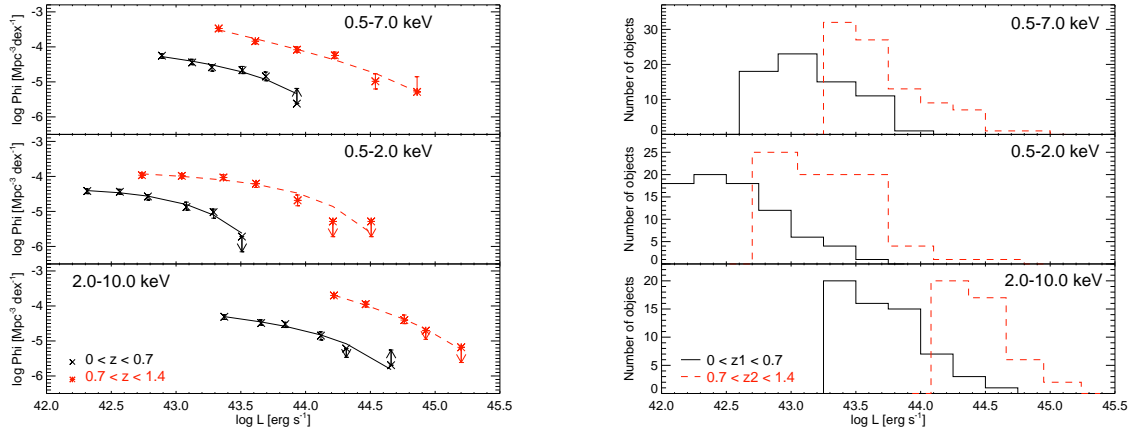 0.5-7.0 keV
-3
-4
-5
-6
log Phi [Mpc-3dex-1]
0.5-2.0 keV
-3
-4
-5
-6
log Phi [Mpc-3 dex-1]
2.0-10.0 keV
-3
-4
-5
-6
log Phi [Mpc-3 dex-1]
0 < z < 0.7
0.7 < z < 1.4
42.0 42.5 43.0 43.5 44.0 44.5 45.0 45.5
log L [erg s-1]
0.5-7.0 keV
30
20
10
0
Number of objects
0.5-2.0 keV
25
20
15
10
5
0
Number of objects
2.0-10.0 keV
20
15
10
5
0
Number of objects
0 < z1 < 0.7
0.7 < z2 < 1.4
42.0 42.5 43.0 43.5 44.0 44.5 45.0 45.5
log L [erg s-1]